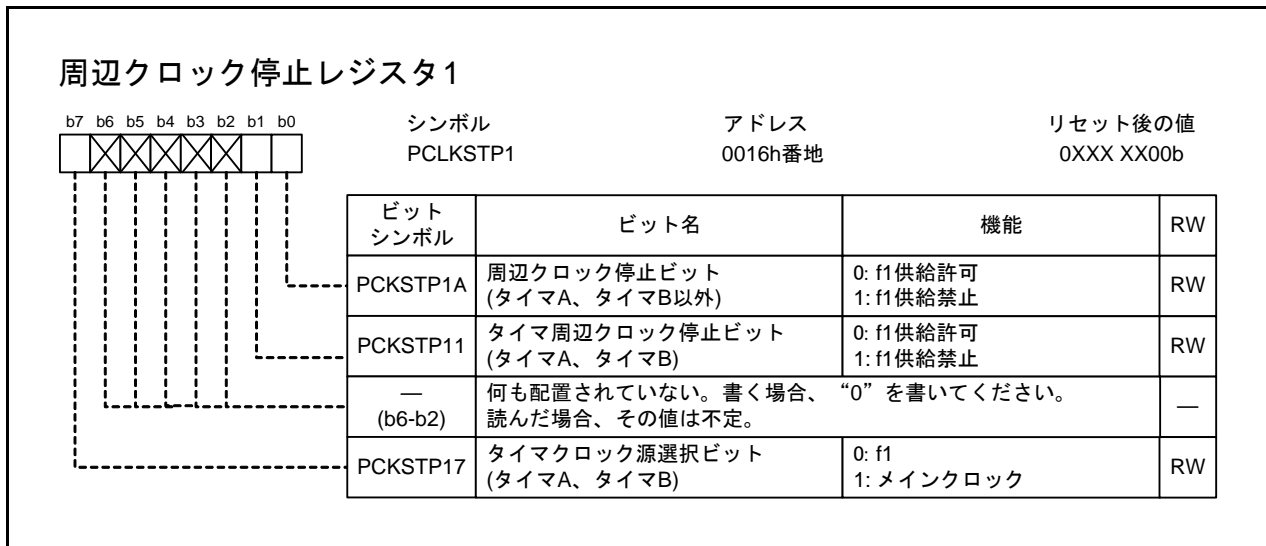 周辺クロック停止レジスタ1
b7 b6 b5 b4 b3 b2 b1 b0
シンボル アドレス リセット後の値
PCLKSTP1 0016h番地 0XXX XX00b
ビット
シンボル
ビット名 機能 RW
PCKSTP1A
周辺クロック停止ビット
(タイマA、タイマB以外)
0: f1供給許可
1: f1供給禁止
RW
PCKSTP11
タイマ周辺クロック停止ビット
(タイマA、タイマB)
0: f1供給許可
1: f1供給禁止
RW
—
(b6-b2)
何も配置されていない。書く場合、“0”を書いてください。
読んだ場合、その値は不定。
—
PCKSTP17
タイマクロック源選択ビット
(タイマA、タイマB)
0: f1
1: メインクロック
RW